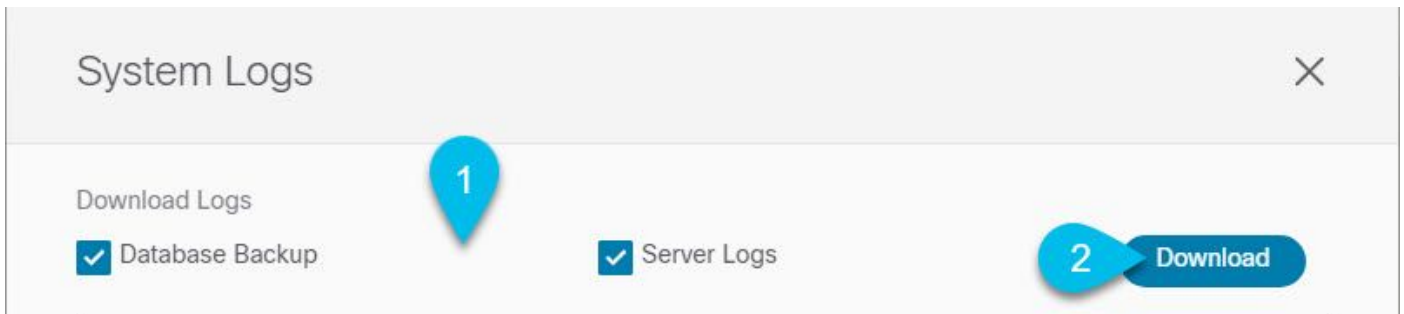 System Logs
1
Download Logs
Database Backup
Server Logs
2
Download